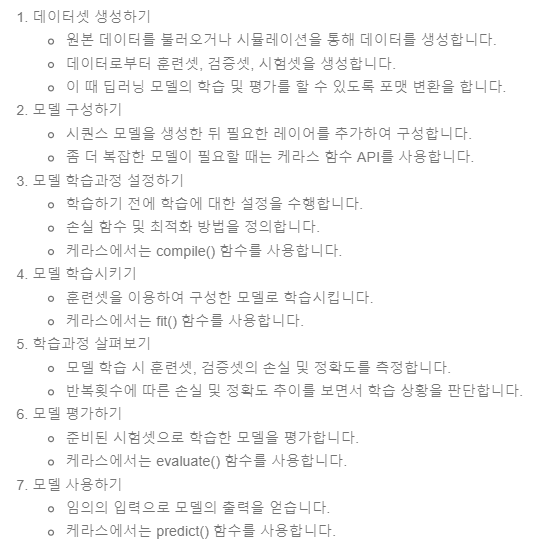 1. 데이터셋 생성하기
○ 원본 데이터를 불러오거나 시뮬레이션을 통해 데이터를 생성합니다.
○ 데이터로부터 훈련셋, 검증셋, 시험셋을 생성합니다.
○ 이 때 딥러닝 모델의 학습 및 평가를 할 수 있도록 포맷 변환을 합니다.
2. 모델 구성하기
○ 시퀀스 모델을 생성한 뒤 필요한 레이어를 추가하여 구성합니다.
○ 좀 더 복잡한 모델이 필요할 때는 케라스 함수 API를 사용합니다.
3. 모델 학습과정 설정하기
○ 학습하기 전에 학습에 대한 설정을 수행합니다.
○ 손실 함수 및 최적화 방법을 정의합니다.
○ 케라스에서는 compile() 함수를 사용합니다.
4. 모델 학습시키기
○ 훈련셋을 이용하여 구성한 모델로 학습시킵니다.
○ 케라스에서는 fit() 함수를 사용합니다.
5. 학습과정 살펴보기
○ 모델 학습 시 훈련셋, 검증셋의 손실 및 정확도를 측정합니다.
○ 반복횟수에 따른 손실 및 정확도 추이를 보면서 학습 상황을 판단합니다.
6. 모델 평가하기
○ 준비된 시험셋으로 학습한 모델을 평가합니다.
○ 케라스에서는 evaluate() 함수를 사용합니다.
7. 모델 사용하기
○ 임의의 입력으로 모델의 출력을 얻습니다.
○ 케라스에서는 predict() 함수를 사용합니다.